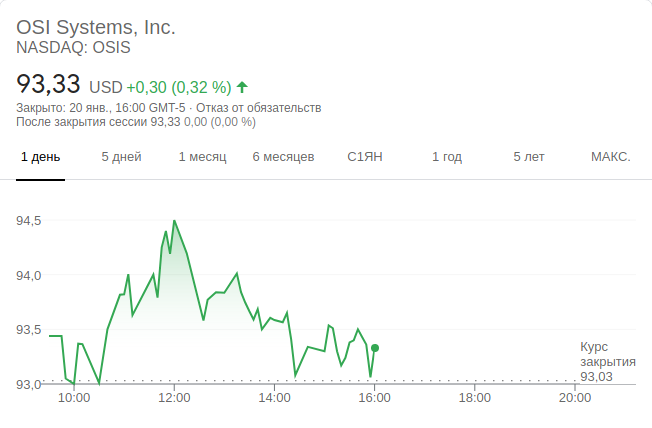 OSI Systems, Inc.
NASDAQ: OSIS
93,33 USD +0,30 (0,32 %)
Закрыто: 20 янв., 16:00 GMT-5 · Отказ от обязательств
После закрытия сессии 93,33 0,00 (0,00 %)
1 день 5 дней 1 месяц 6 месяцев С1ЯН 1 год 5 лет МАКС.
94,5
94,0
93,5
Курс
закрытия
93,03
93,0
10:00 12:00 14:00 16:00 18:00 20:00